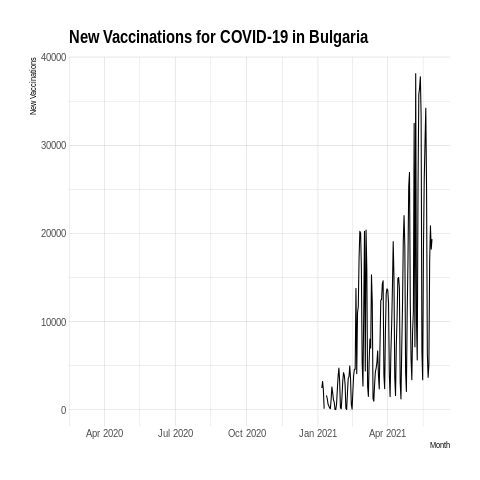 New Vaccinations for COVID-19 in Bulgaria
New Vaccinations
40000
30000
20000
10000
0
Apr 2020 Jul 2020 Oct 2020 Jan 2021 Apr 2021
Month